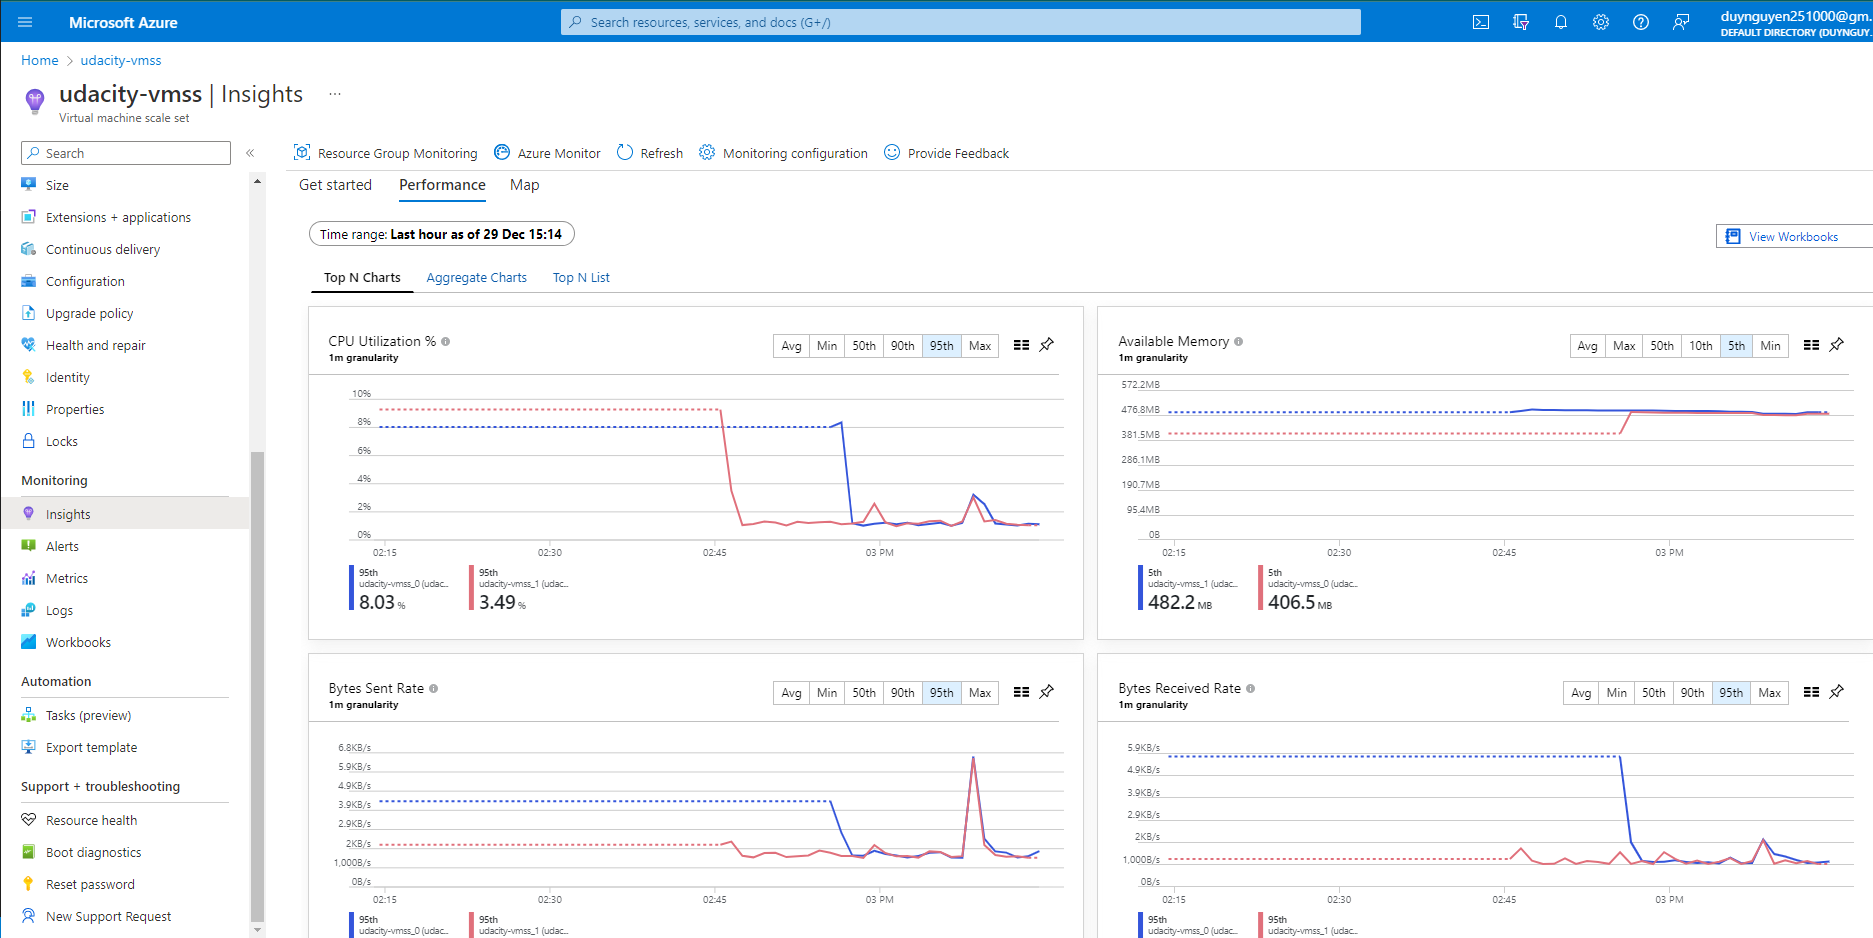 Microsoft Azure
Search resources, services, and docs (G+/)
duynguyen251000@gm.
DEFAULT DIRECTORY (DUYNGUY.
Home > udacity-vmss
udacity-vmss | Insights ...
Virtual machine scale set
Search
«
Size
Extensions + applications
Continuous delivery
Configuration
Upgrade policy
Health and repair
Identity
Properties
Locks
Monitoring
Insights
Alerts
Metrics
Logs
Workbooks
Automation
Tasks (preview)
Export template
Support + troubleshooting
Resource health
Boot diagnostics
Reset password
New Support Request
Resource Group Monitoring
Azure Monitor
Refresh
Monitoring configuration
Provide Feedback
Get started
Performance
Map
Time range: Last hour as of 29 Dec 15:14
View Workbooks
Top N Charts
Aggregate Charts
Top N List
CPU Utilization %
1m granularity
Avg Min 50th 90th 95th Max
10%
8%
6%
4%
2%
0%
02:15 02:30 02:45 03 PM
95th
udacity-vmss_0 (udac...
8.03 %
95th
udacity-vmss_1 (udac...
3.49 %
Available Memory
1m granularity
Avg Max 50th 10th 5th Min
572.2MB
476.8MB
381.5MB
286.1MB
190.7MB
95.4MB
0B
02:15 02:30 02:45 03 PM
5th
udacity-vmss_1 (udac...
482.2 MB
5th
udacity-vmss_0 (udac...
406.5 MB
Bytes Sent Rate
1m granularity
Avg Min 50th 90th 95th Max
6.8KB/s
5.9KB/s
4.9KB/s
3.9KB/s
2.9KB/s
2KB/s
1,000B/s
0B/s
02:15 02:30 02:45 03 PM
95th
udacity-vmss_0 (udac...
95th
udacity-vmss_1 (udac...
Bytes Received Rate
1m granularity
Avg Min 50th 90th 95th Max
5.9KB/s
4.9KB/s
3.9KB/s
2.9KB/s
2KB/s
1,000B/s
0B/s
02:15 02:30 02:45 03 PM
95th
udacity-vmss_0 (udac...
95th
udacity-vmss_1 (udac...